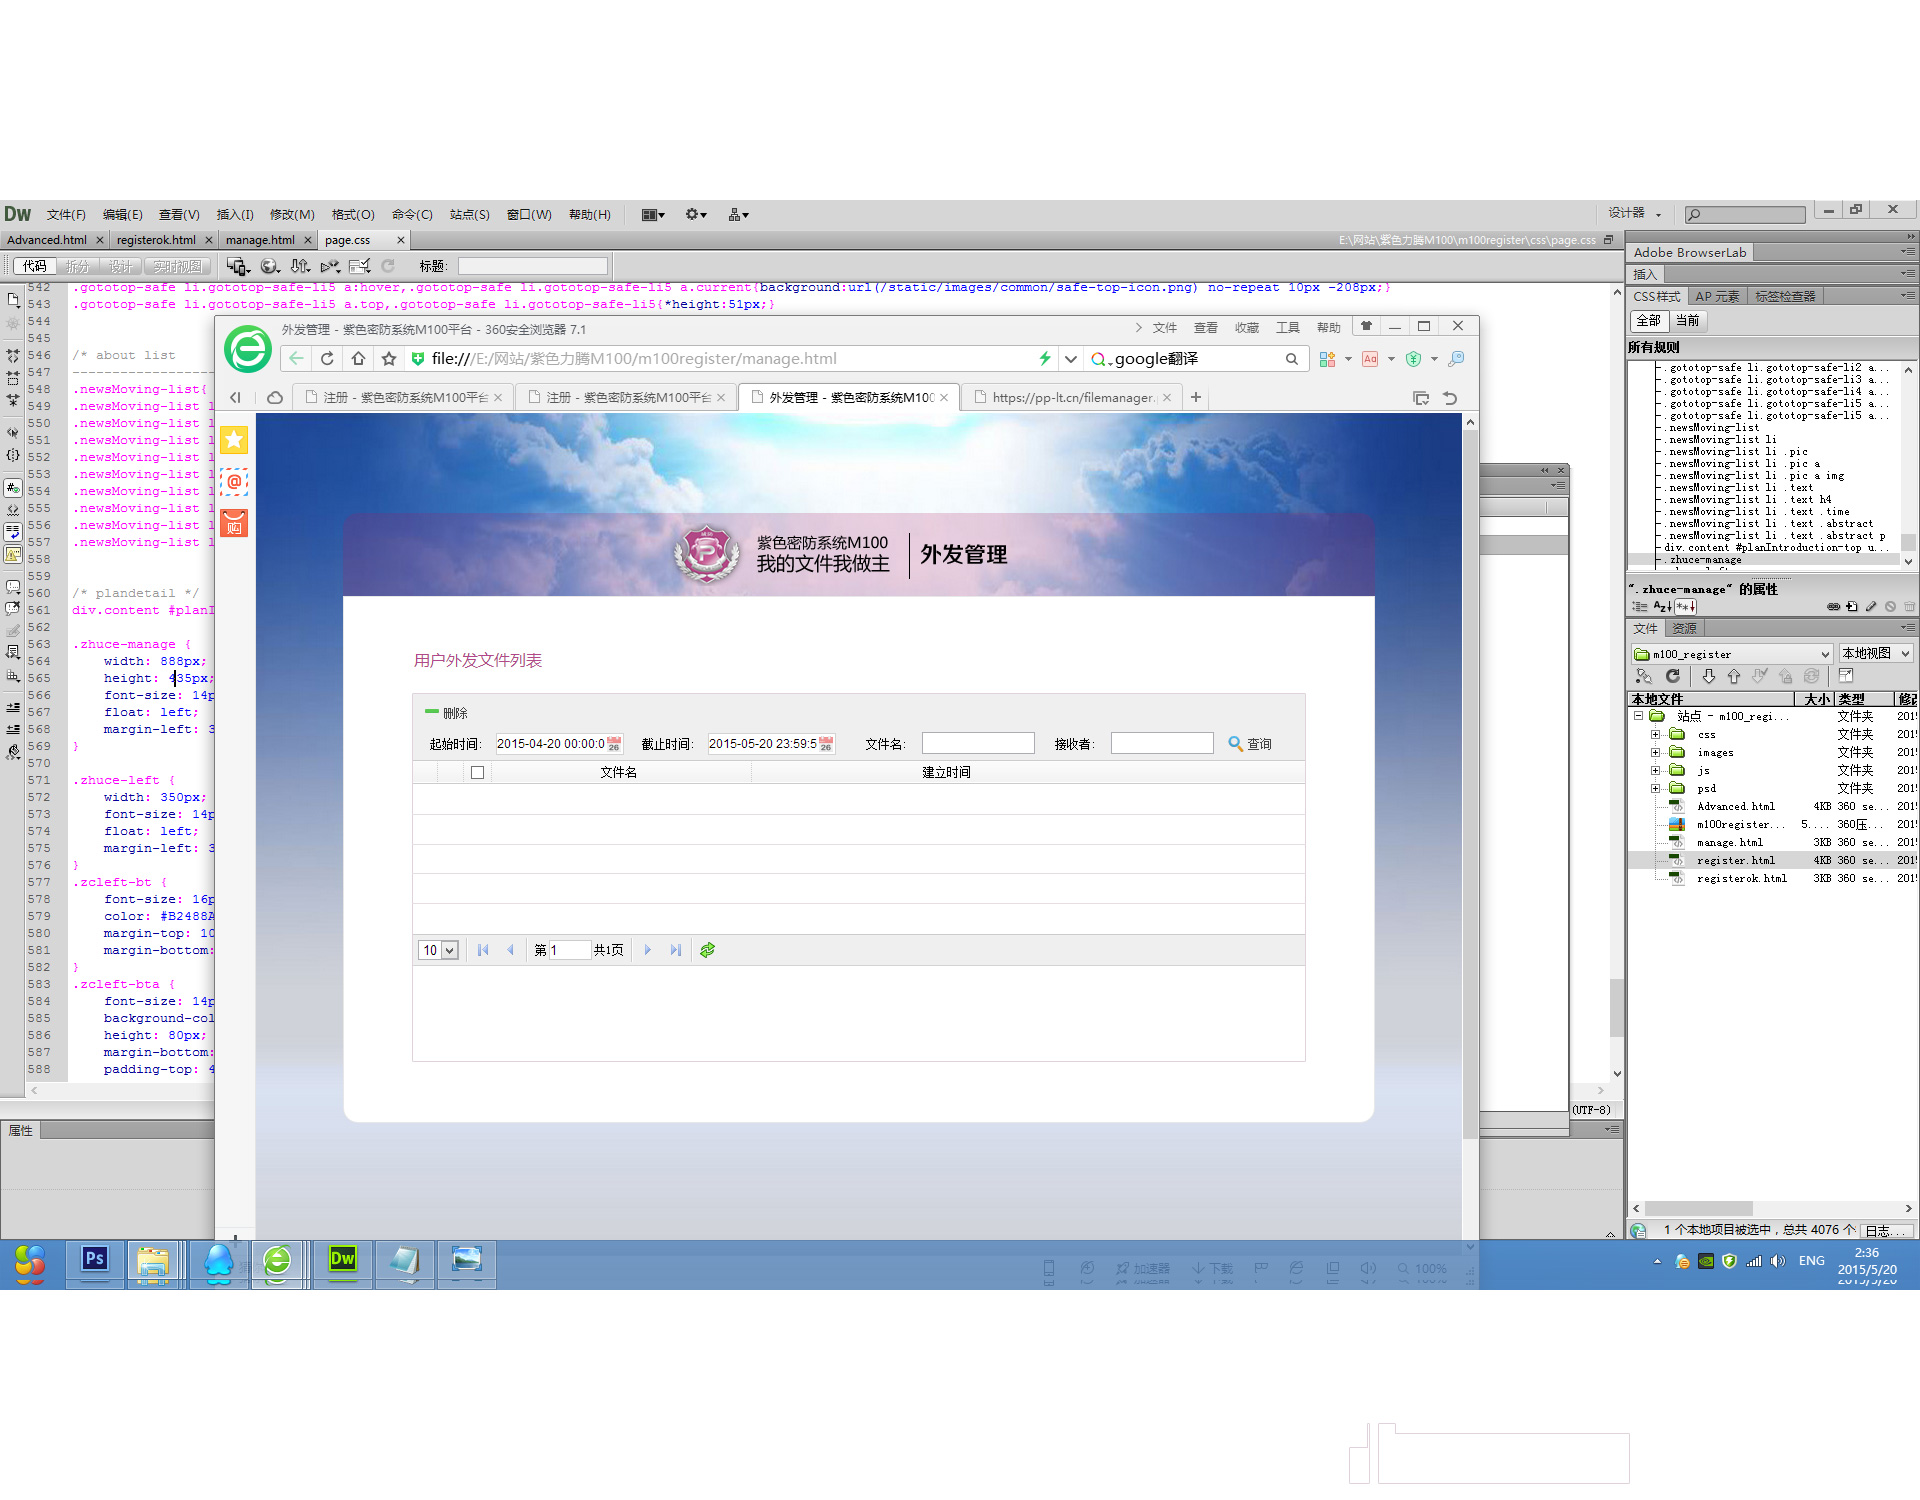 Dw 文件(F) 编辑(E) 查看(V) 插入(I) 修改(M) 格式(O) 命令(C) 站点(S) 窗口(W) 帮助(H) 设计器
Advanced.html × registerok.html × manage.html × page.css × E:\网站\紫色力腾M100\m100register\css\page.css
代码 拆分 设计 实时视图 标题:
542 .gototop-safe li.gototop-safe-li5 a:hover,.gototop-safe li.gototop-safe-li5 a.current{background:url(/static/images/common/safe-top-icon.png) no-repeat 10px -208px;}
543 .gototop-safe li.gototop-safe-li5 a.top,.gototop-safe li.gototop-safe-li5{*height:51px;}
544
545
546 /* about list
547 ------------------
548 .newsMoving-list{
549 .newsMoving-list l
550 .newsMoving-list l
551 .newsMoving-list l
552 .newsMoving-list l
553 .newsMoving-list l
554 .newsMoving-list l
555 .newsMoving-list l
556 .newsMoving-list l
557 .newsMoving-list l
558
559
560 /* plandetail */
561 div.content #planI
562
563 .zhuce-manage {
564 width: 888px;
565 height: 435px;
566 font-size: 14p
567 float: left;
568 margin-left: 3
569 }
570
571 .zhuce-left {
572 width: 350px;
573 font-size: 14p
574 float: left;
575 margin-left: 3
576 }
577 .zcleft-bt {
578 font-size: 16p
579 color: #B2488A
580 margin-top: 10
581 margin-bottom:
582 }
583 .zcleft-bta {
584 font-size: 14p
585 background-col
586 height: 80px;
587 margin-bottom:
588 padding-top: 4
属性
(UTF-8)
外发管理 - 紫色密防系统M100平台 - 360安全浏览器 7.1 文件 查看 收藏 工具 帮助
file:///E:/网站/紫色力腾M100/m100register/manage.html google翻译
注册 - 紫色密防系统M100平台 × 注册 - 紫色密防系统M100平台 × 外发管理 - 紫色密防系统M100 × https://pp-lt.cn/filemanager. × +
@
购
紫色密防系统M100
我的文件我做主
外发管理
用户外发文件列表
删除
起始时间: 2015-04-20 00:00:0 截止时间: 2015-05-20 23:59:5 文件名: 接收者: 查询
文件名 建立时间
10 第 1 共1页
加速器 下载 100%
Adobe BrowserLab
插入
CSS样式 AP 元素 标签检查器
全部 当前
所有规则
.gototop-safe li.gototop-safe-li2 a...
.gototop-safe li.gototop-safe-li3 a...
.gototop-safe li.gototop-safe-li4 a...
.gototop-safe li.gototop-safe-li5 a...
.gototop-safe li.gototop-safe-li5 a...
.newsMoving-list
.newsMoving-list li
.newsMoving-list li .pic
.newsMoving-list li .pic a
.newsMoving-list li .pic a img
.newsMoving-list li .text
.newsMoving-list li .text h4
.newsMoving-list li .text .time
.newsMoving-list li .text .abstract
.newsMoving-list li .text .abstract p
div.content #planIntroduction-top u...
.zhuce-manage
".zhuce-manage" 的属性
文件 资源
m100_register 本地视图
本地文件 大小 类型 修改
站点 - m100_regi... 文件夹 201
css 文件夹 201
images 文件夹 201
js 文件夹 201
psd 文件夹 201
Advanced.html 4KB 360 se... 201
m100register... 5.... 360压... 201
manage.html 3KB 360 se... 201
register.html 4KB 360 se... 201
registerok.html 3KB 360 se... 201
1 个本地项目被选中，总共 4076 个 日志...
Ps Dw ENG 2:36
2015/5/20